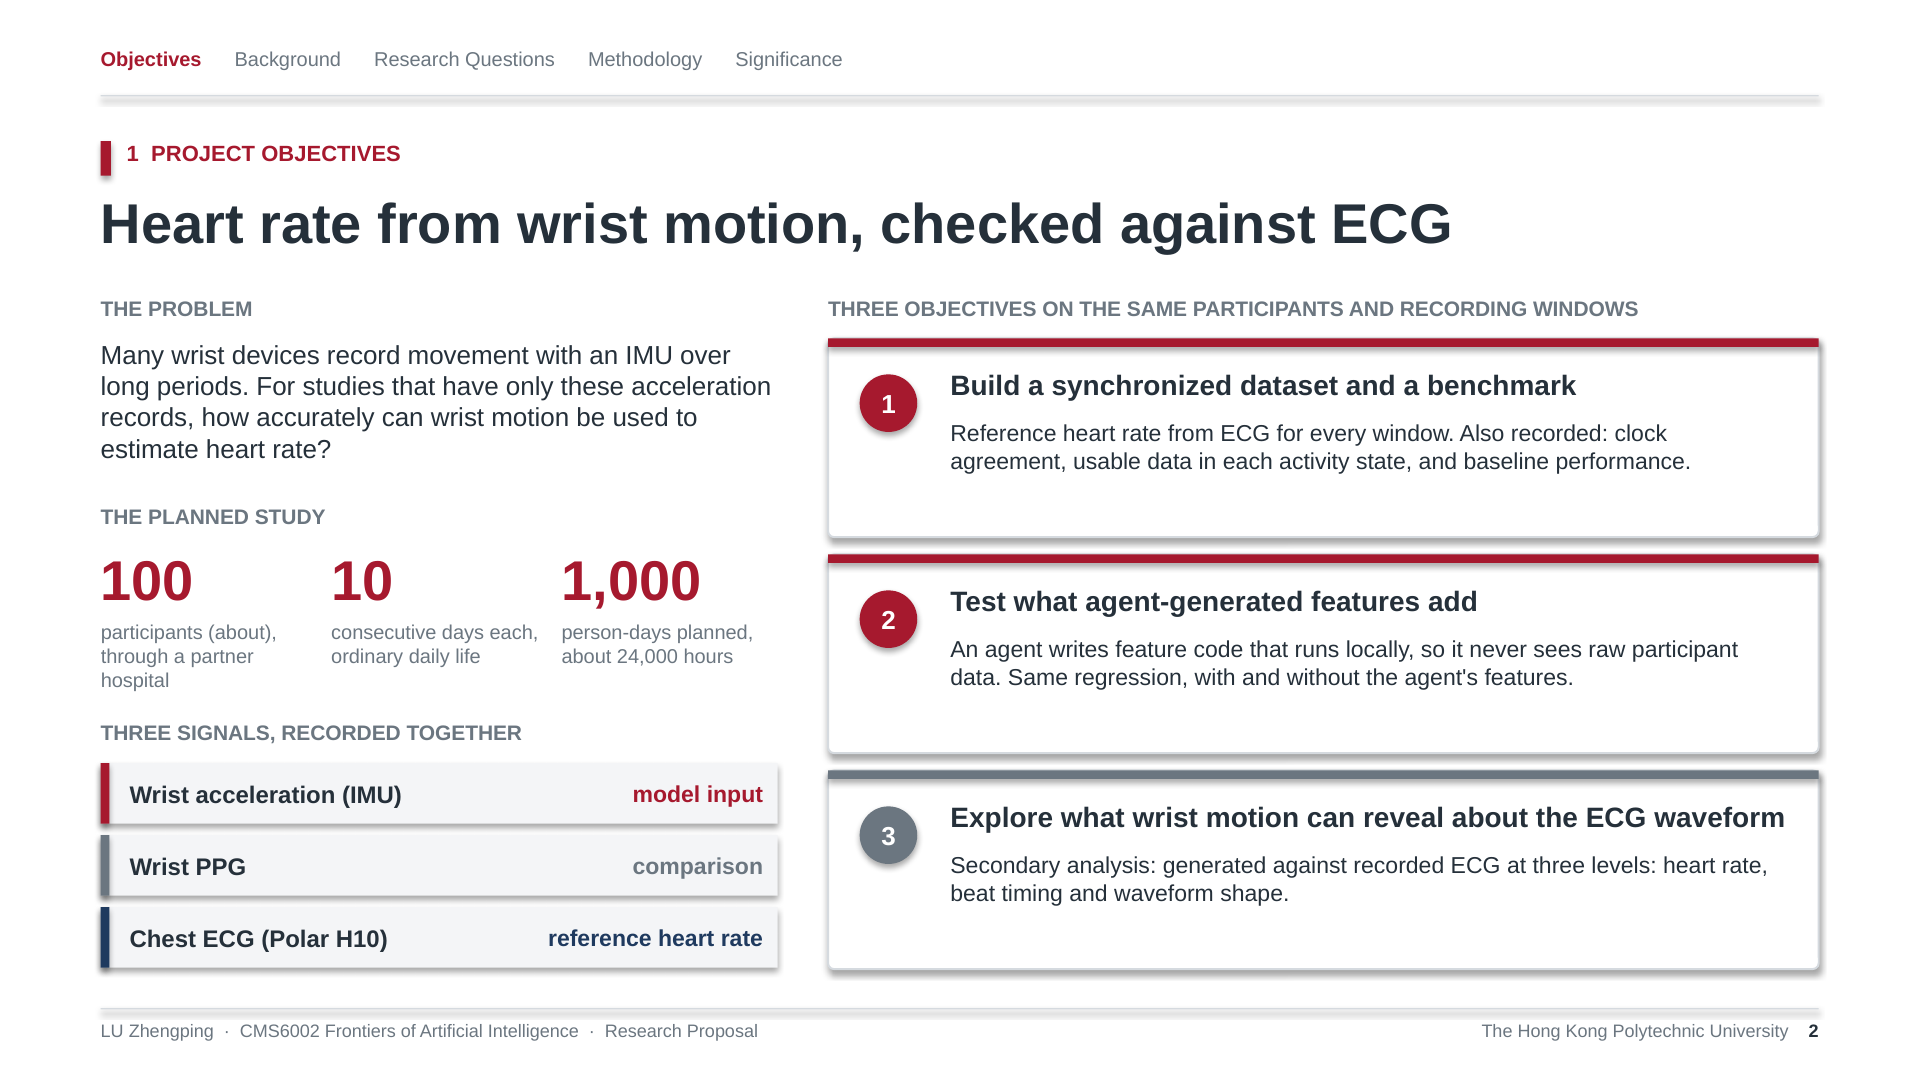 Objectives Background Research Questions Methodology Significance
1 PROJECT OBJECTIVES
Heart rate from wrist motion, checked against ECG
THE PROBLEM
Many wrist devices record movement with an IMU over
long periods. For studies that have only these acceleration
records, how accurately can wrist motion be used to
estimate heart rate?
THE PLANNED STUDY
100
participants (about),
through a partner
hospital
10
consecutive days each,
ordinary daily life
1,000
person-days planned,
about 24,000 hours
THREE SIGNALS, RECORDED TOGETHER
Wrist acceleration (IMU) model input
Wrist PPG comparison
Chest ECG (Polar H10) reference heart rate
THREE OBJECTIVES ON THE SAME PARTICIPANTS AND RECORDING WINDOWS
1
Build a synchronized dataset and a benchmark
Reference heart rate from ECG for every window. Also recorded: clock
agreement, usable data in each activity state, and baseline performance.
2
Test what agent-generated features add
An agent writes feature code that runs locally, so it never sees raw participant
data. Same regression, with and without the agent's features.
3
Explore what wrist motion can reveal about the ECG waveform
Secondary analysis: generated against recorded ECG at three levels: heart rate,
beat timing and waveform shape.
LU Zhengping · CMS6002 Frontiers of Artificial Intelligence · Research Proposal
The Hong Kong Polytechnic University 2